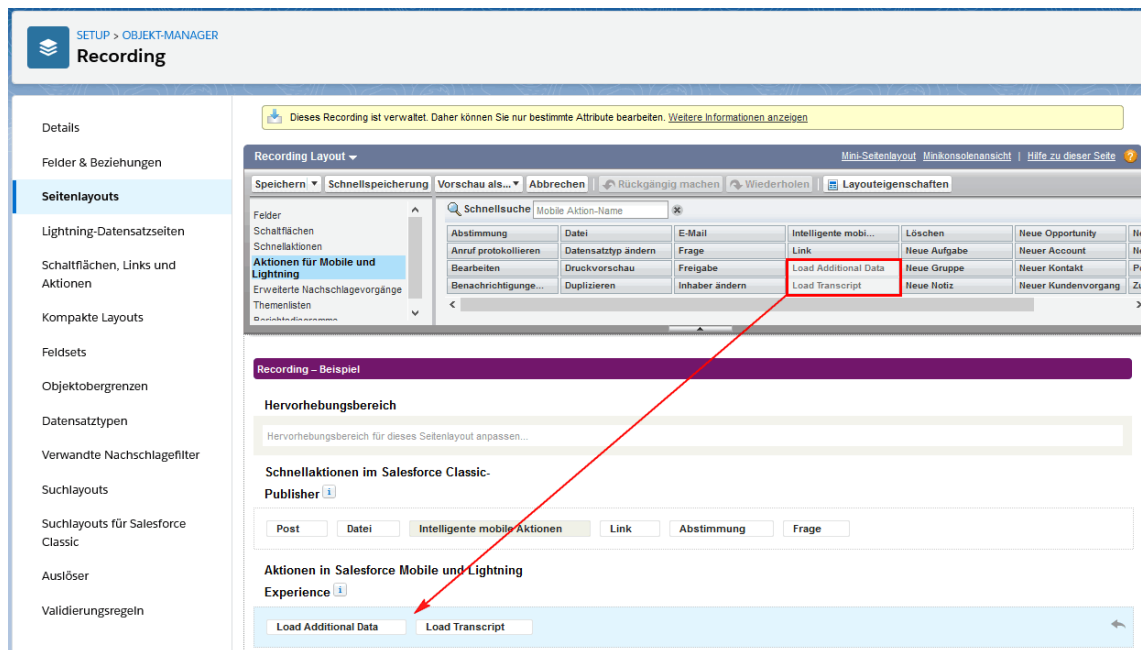 SETUP > OBJEKT-MANAGER
Recording
Details
Felder & Beziehungen
Seitenlayouts
Lightning-Datensatzseiten
Schaltflächen, Links und
Aktionen
Kompakte Layouts
Feldsets
Objektobergrenzen
Datensatztypen
Verwandte Nachschlagefilter
Suchlayouts
Suchlayouts für Salesforce
Classic
Auslöser
Validierungsregeln
Dieses Recording ist verwaltet. Daher können Sie nur bestimmte Attribute bearbeiten. Weitere Informationen anzeigen
Recording Layout Mini-Seitenlayout Minikonsolenansicht | Hilfe zu dieser Seite ?
Speichern Schnellspeicherung Vorschau als... Abbrechen Rückgängig machen Wiederholen Layouteigenschaften
Felder
Schaltflächen
Schnellaktionen
Aktionen für Mobile und
Lightning
Erweiterte Nachschlagevorgänge
Themenlisten
Berichtsdiagramme
Schnellsuche Mobile Aktion-Name
Abstimmung Datei E-Mail Intelligente mobi... Löschen Neue Opportunity
Anruf protokollieren Datensatztyp ändern Frage Link Neue Aufgabe Neuer Account
Bearbeiten Druckvorschau Freigabe Load Additional Data Neue Gruppe Neuer Kontakt
Benachrichtigunge... Duplizieren Inhaber ändern Load Transcript Neue Notiz Neuer Kundenvorgang
Recording – Beispiel
Hervorhebungsbereich
Hervorhebungsbereich für dieses Seitenlayout anpassen...
Schnellaktionen im Salesforce Classic-
Publisher i
Post Datei Intelligente mobile Aktionen Link Abstimmung Frage
Aktionen in Salesforce Mobile und Lightning
Experience i
Load Additional Data Load Transcript